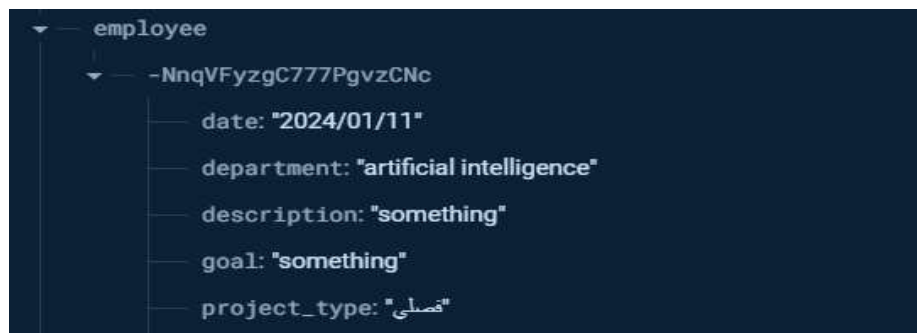 employee
-NnqVFyzgC777PgvzCNc
date: "2024/01/11"
department: "artificial intelligence"
description: "something"
goal: "something"
project_type: "فصلي"